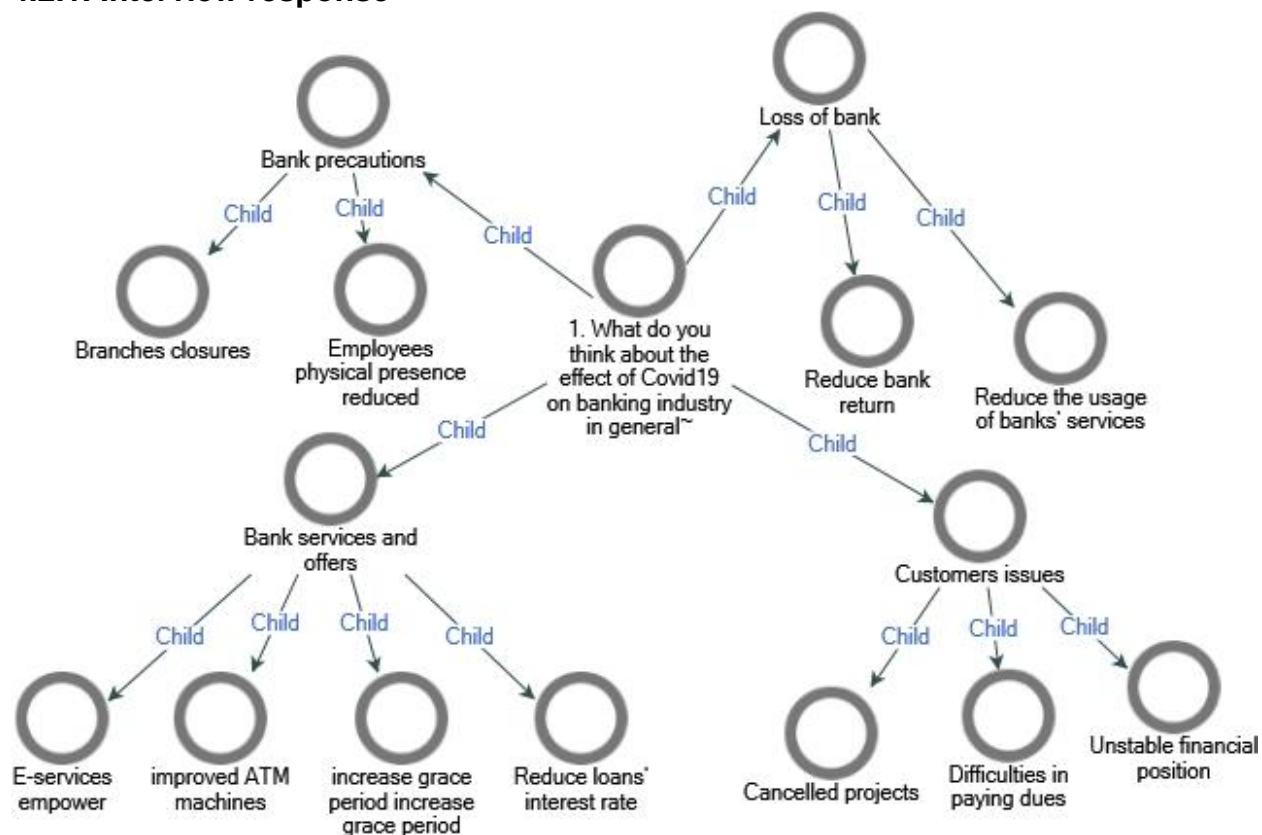 Loss of bank
Bank precautions
Child
Child
Child
Child
Child
Child
Branches closures
Employees
physical presence
reduced
1. What do you
think about the
effect of Covid19
on banking industry
in general~
Reduce bank
return
Reduce the usage
of banks' services
Child
Child
Bank services and
offers
Customers issues
Child
Child
Child
Child
Child
Child
Child
E-services
empower
improved ATM
machines
increase grace
period increase
grace period
Reduce loans'
interest rate
Cancelled projects
Difficulties in
paying dues
Unstable financial
position